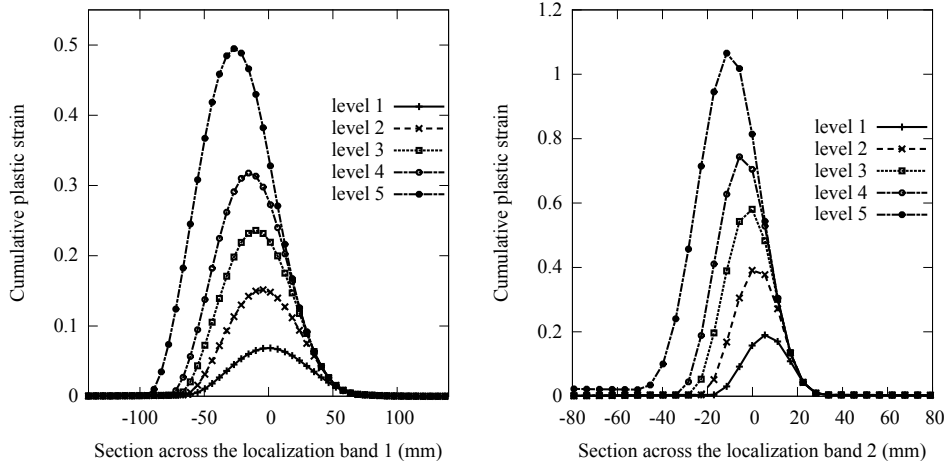 0.5
0.4
0.3
0.2
0.1
0
Cumulative plastic strain
level 1
level 2
level 3
level 4
level 5
-100 -50 0 50 100
Section across the localization band 1 (mm)
1.2
1
0.8
0.6
0.4
0.2
0
Cumulative plastic strain
level 1
level 2
level 3
level 4
level 5
-80 -60 -40 -20 0 20 40 60 80
Section across the localization band 2 (mm)